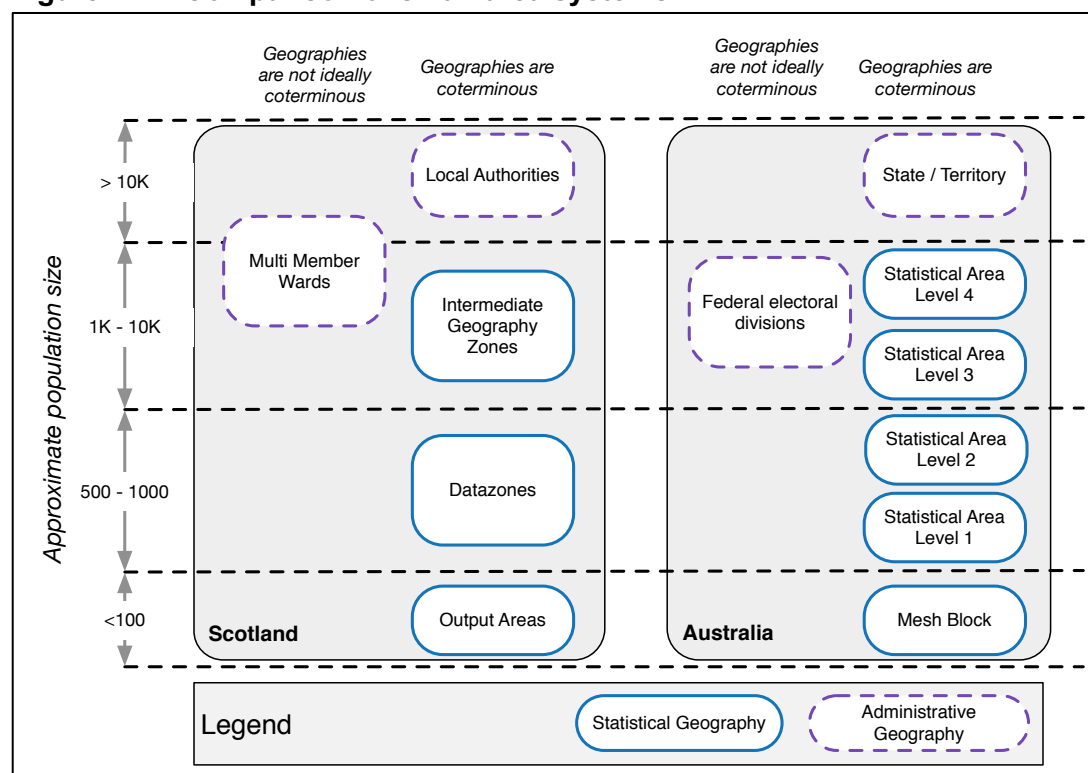 Geographies
are not ideally
coterminous
Geographies are
coterminous
Geographies
are not ideally
coterminous
Geographies are
coterminous
Approximate population size
> 10K
1K - 10K
500 - 1000
<100
Local Authorities
Multi Member
Wards
Intermediate
Geography
Zones
Datazones
Output Areas
Scotland
State / Territory
Federal electoral
divisions
Statistical Area
Level 4
Statistical Area
Level 3
Statistical Area
Level 2
Statistical Area
Level 1
Mesh Block
Australia
Legend
Statistical Geography
Administrative
Geography